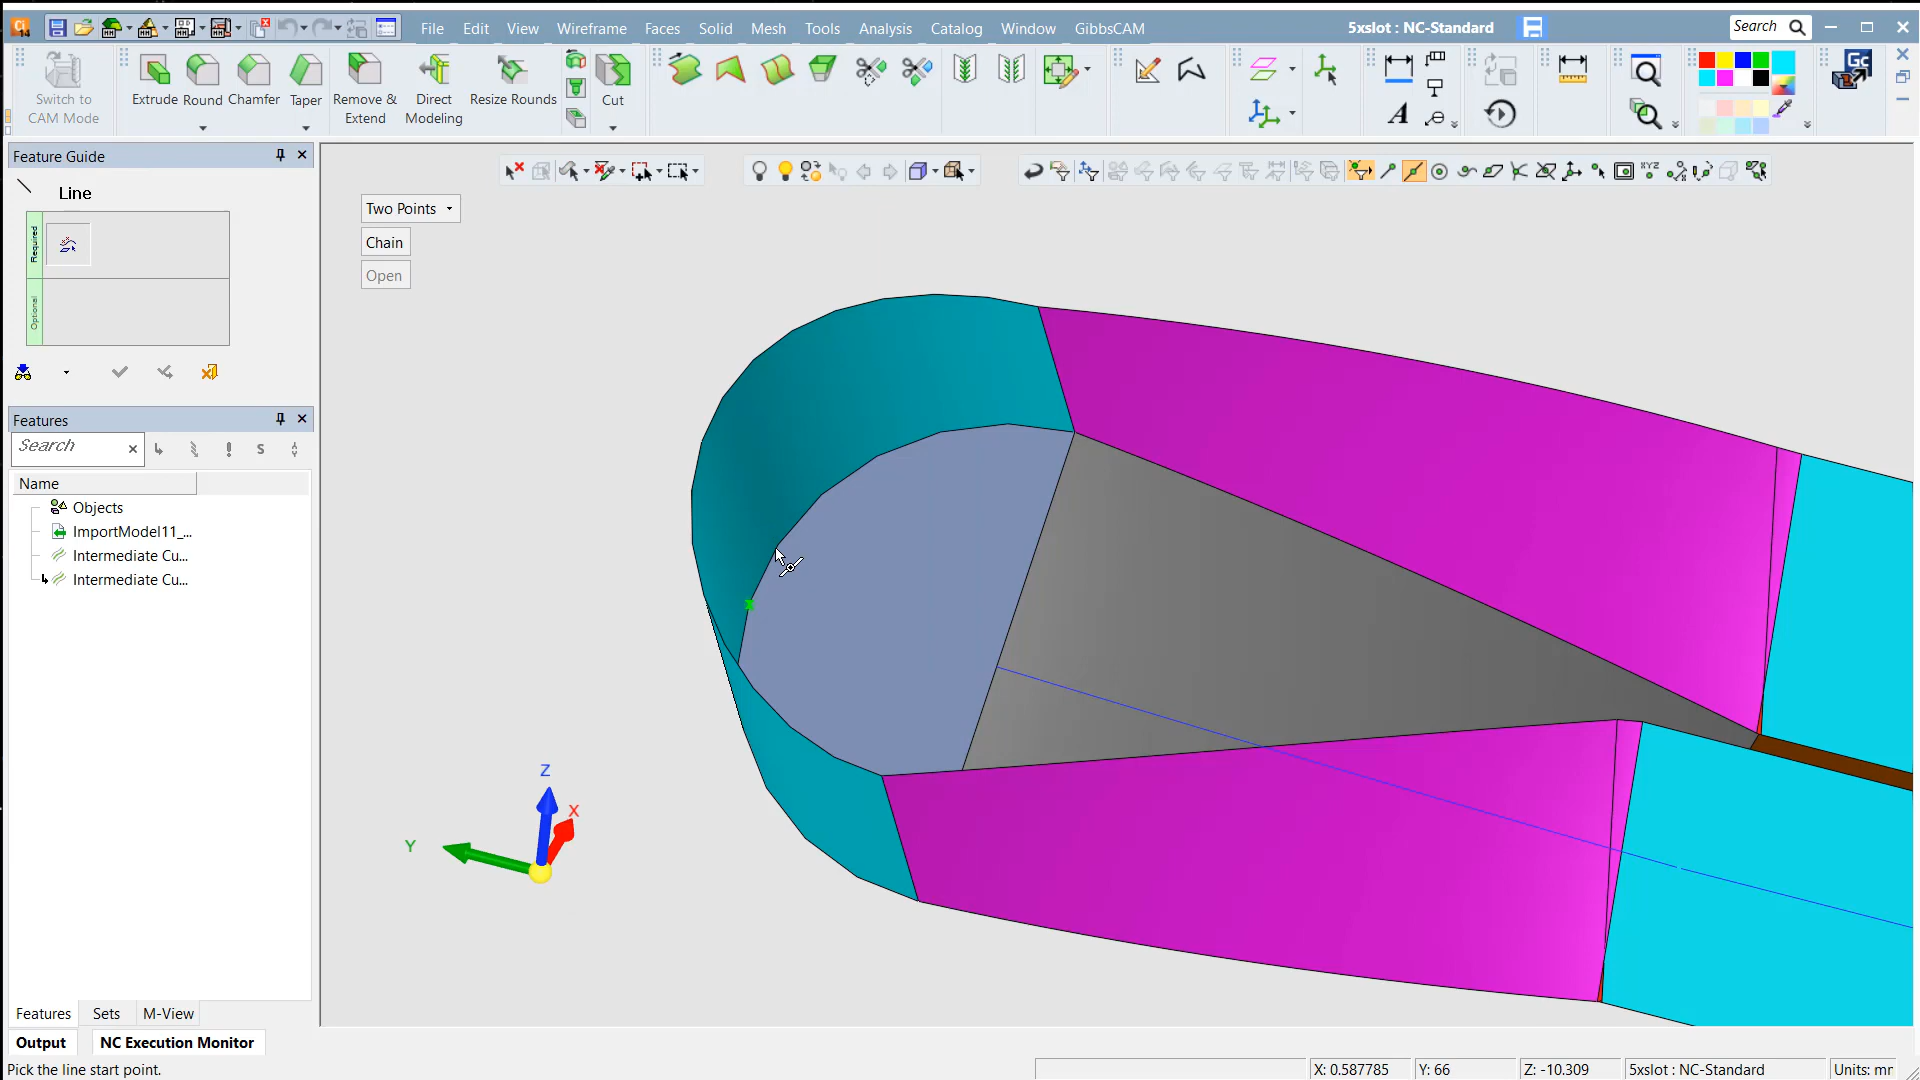 File Edit View Wireframe Faces Solid Mesh Tools Analysis Catalog Window GibbsCAM 5xslot : NC-Standard Search
Switch to
CAM Mode
Extrude Round Chamfer Taper
Remove &
Extend
Direct
Modeling
Resize Rounds
Cut
A
GC
Feature Guide
Line
Required
Optional
Two Points
Chain
Open
Features
Search
S
Name
Objects
ImportModel11_...
Intermediate Cu...
Intermediate Cu...
Z
X
Y
Features Sets M-View
Output NC Execution Monitor
Pick the line start point.
X: 0.587785 Y: 66 Z: -10.309 5xslot : NC-Standard Units: mr